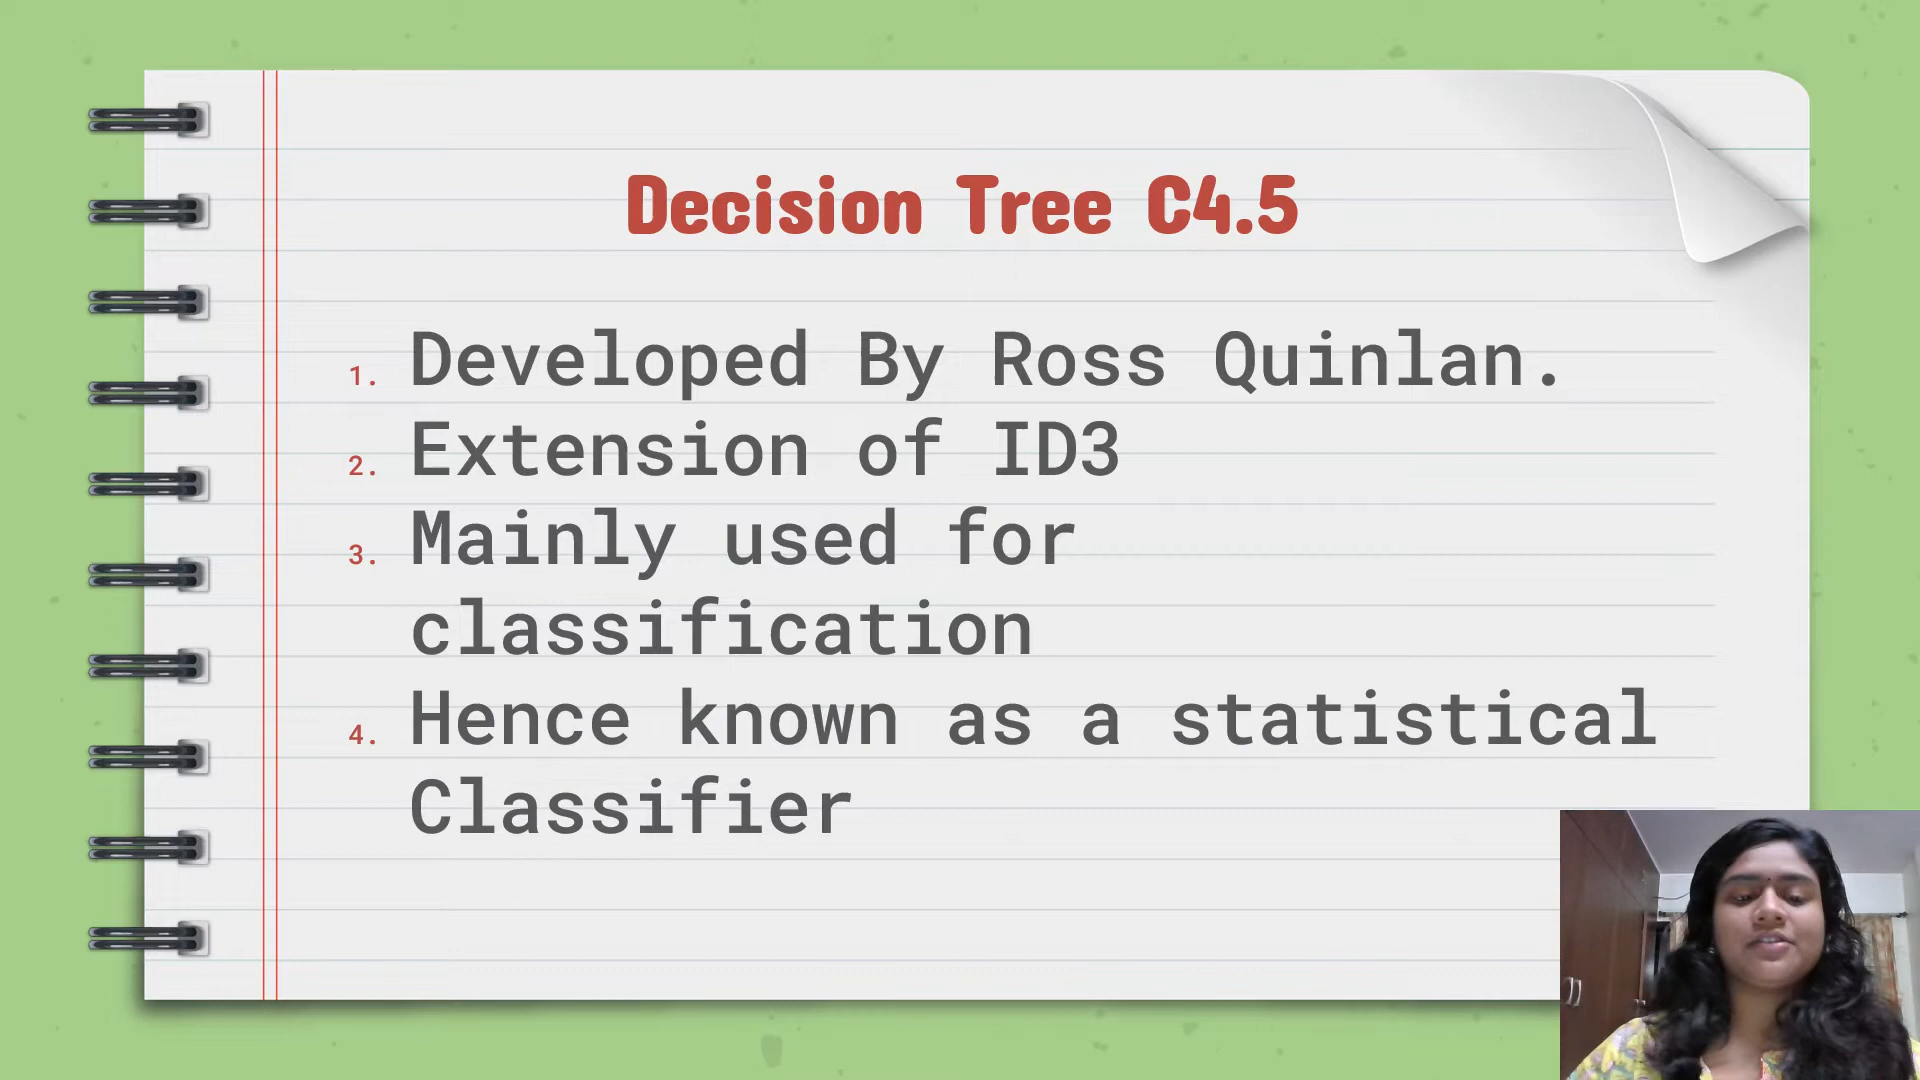 Decision Tree C4.5
1. Developed By Ross Quinlan.
2. Extension of ID3
3. Mainly used for
classification
4. Hence known as a statistical
Classifier